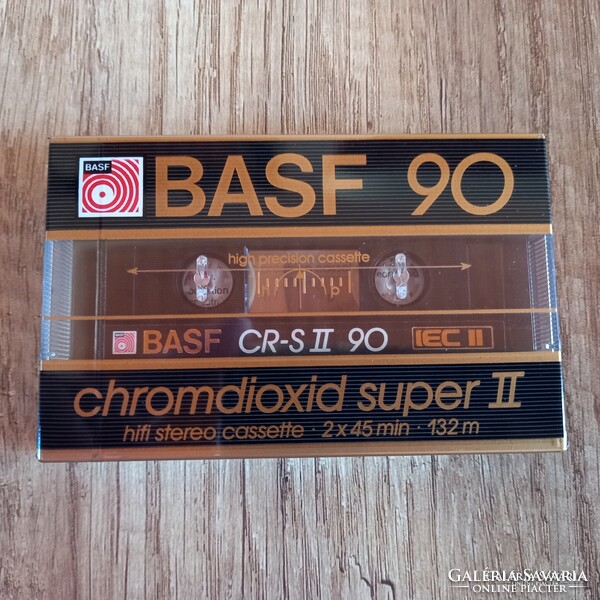 BASF
BASF 90
high precision cassette
p
BASF CR-S II 90 IEC II
chromdioxid super II
hifi stereo cassette · 2 x 45 min · 132 m
GALÉRIA SAVARIA
ONLINE PIACTÉR